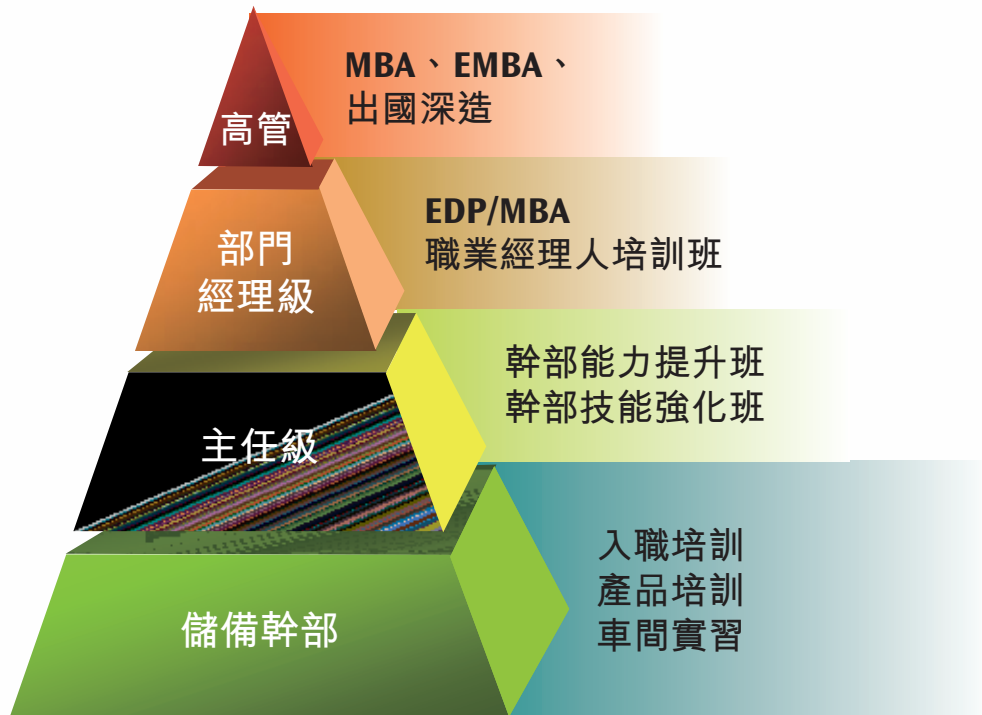 高管
MBA、EMBA、
出國深造
部門
經理級
EDP/MBA
職業經理人培訓班
主任級
幹部能力提升班
幹部技能強化班
儲備幹部
入職培訓
產品培訓
車間實習